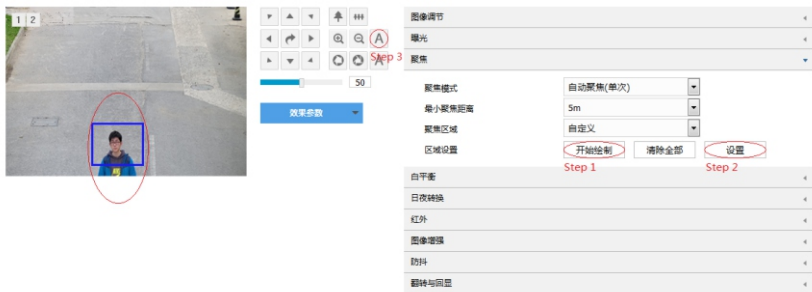 1 2
A
Step 3
A
50
效果参数
图像调节
曝光
聚焦
聚焦模式 自动聚焦(单次)
最小聚焦距离 5m
聚焦区域 自定义
区域设置 开始绘制 清除全部 设置
Step 1 Step 2
白平衡
日夜转换
红外
图像增强
防抖
翻转与回显